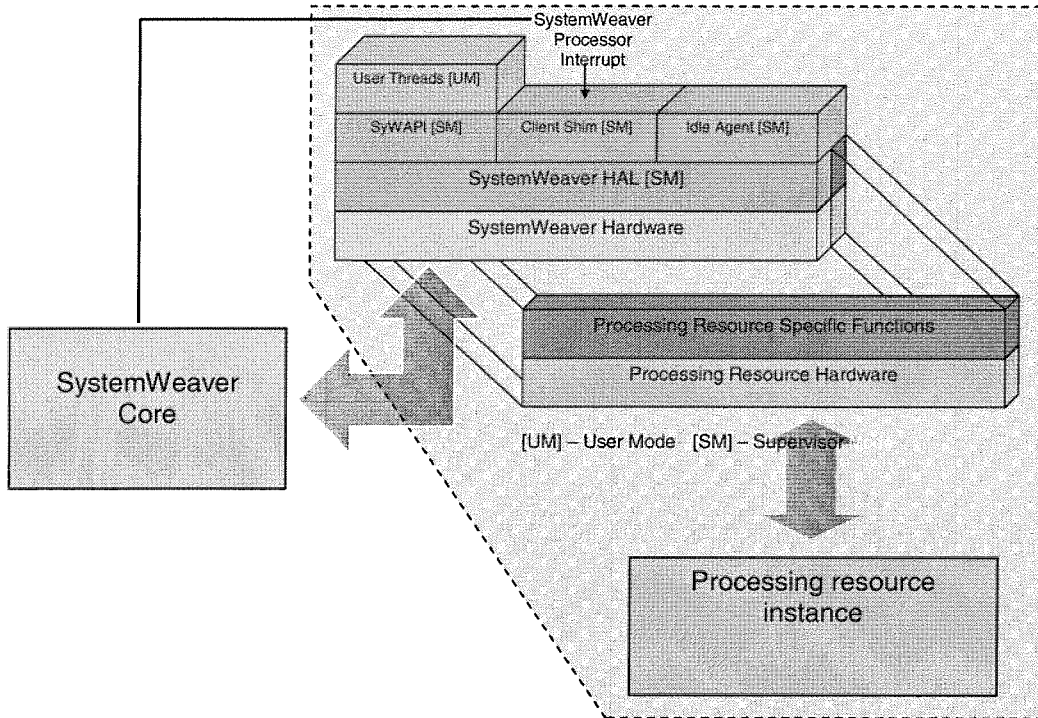 SystemWeaver
Processor
Interrupt
User Threads [UM]
SyWAPI [SM]
Client Shim [SM]
Idle Agent [SM]
SystemWeaver HAL [SM]
SystemWeaver Hardware
Processing Resource Specific Functions
Processing Resource Hardware
SystemWeaver
Core
[UM] – User Mode [SM] – Supervisor
Processing resource
instance